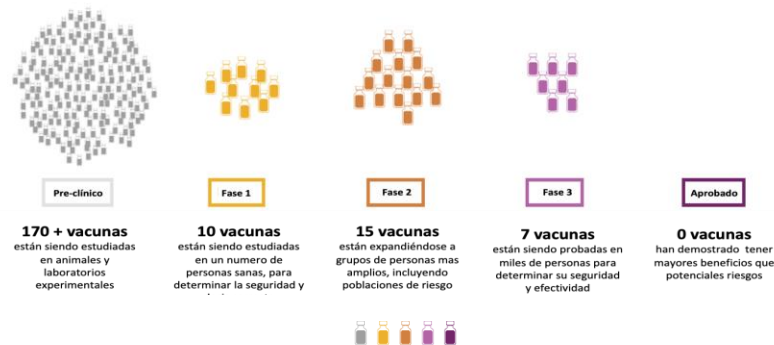 Pre-clínico
Fase 1
Fase 2
Fase 3
Aprobado
170 + vacunas
están siendo estudiadas
en animales y
laboratorios
experimentales
10 vacunas
están siendo estudiadas
en un numero de
personas sanas, para
determinar la seguridad y
15 vacunas
están expandiéndose a
grupos de personas mas
amplios, incluyendo
poblaciones de riesgo
7 vacunas
están siendo probadas en
miles de personas para
determinar su seguridad
y efectividad
0 vacunas
han demostrado tener
mayores beneficios que
potenciales riesgos